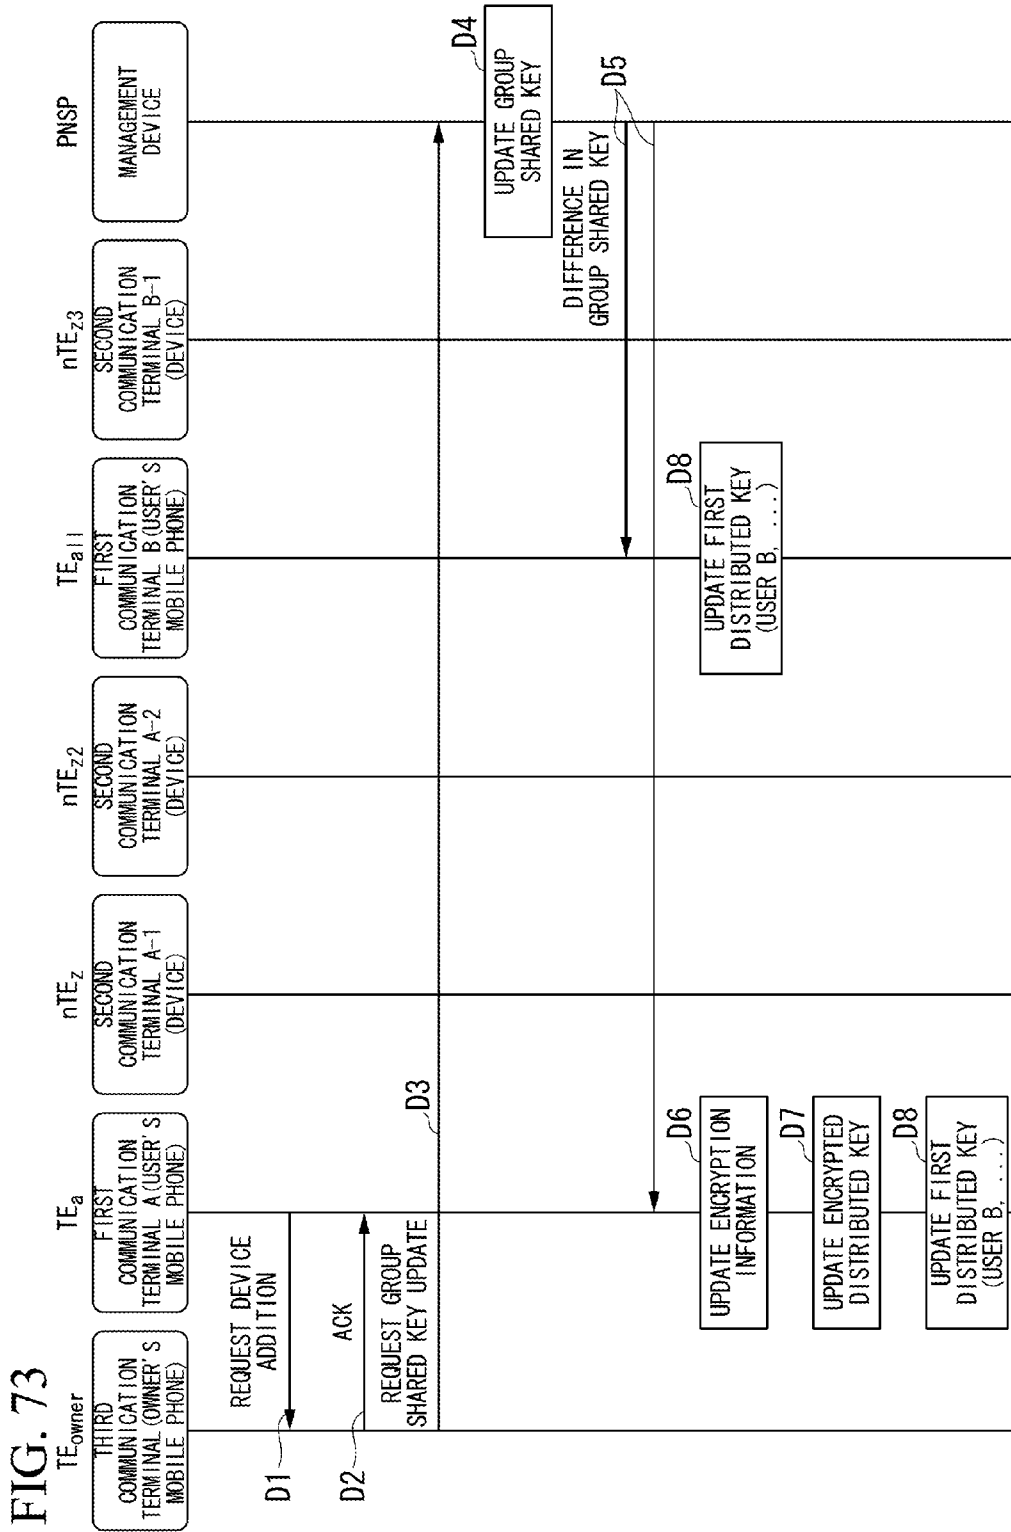 FIG. 73
TEowner
THIRD
COMMUNICATION
TERMINAL (OWNER'S
MOBILE PHONE)
TEa
FIRST
COMMUNICATION
TERMINAL A (USER'S
MOBILE PHONE)
nTEz
SECOND
COMMUNICATION
TERMINAL A-1
(DEVICE)
nTEz2
SECOND
COMMUNICATION
TERMINAL A-2
(DEVICE)
TEall
FIRST
COMMUNICATION
TERMINAL B (USER'S
MOBILE PHONE)
nTEz3
SECOND
COMMUNICATION
TERMINAL B-1
(DEVICE)
PNSP
MANAGEMENT
DEVICE
D1
REQUEST DEVICE
ADDITION
D2
ACK
REQUEST GROUP
SHARED KEY UPDATE
D3
D4
UPDATE GROUP
SHARED KEY
DIFFERENCE IN
GROUP SHARED KEY
D5
D6
UPDATE ENCRYPTION
INFORMATION
D8
UPDATE FIRST
DISTRIBUTED KEY
(USER B, ....)
D7
UPDATE ENCRYPTED
DISTRIBUTED KEY
D8
UPDATE FIRST
DISTRIBUTED KEY
(USER B, ....)